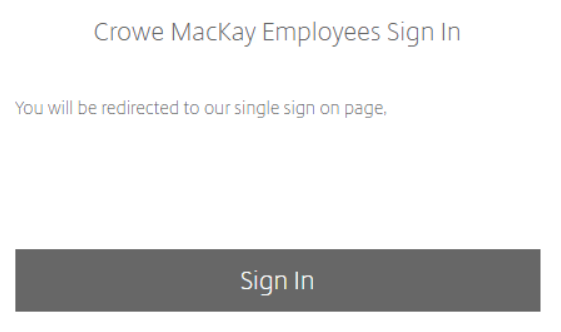 Crowe MacKay Employees Sign In
You will be redirected to our single sign on page,
Sign In